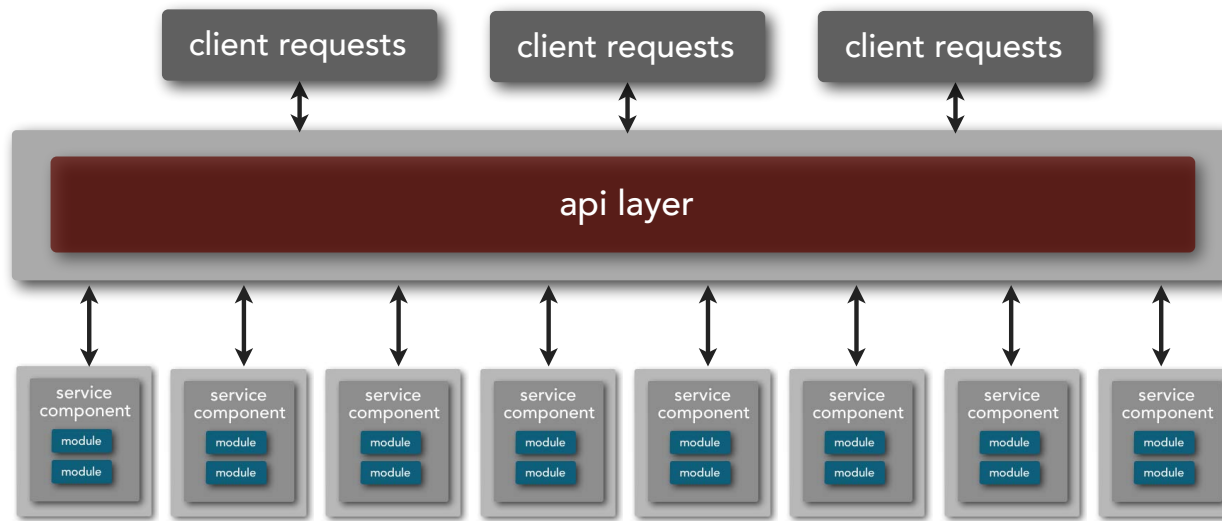 client requests
client requests
client requests
api layer
service
component
module
module
service
component
module
module
service
component
module
module
service
component
module
module
service
component
module
module
service
component
module
module
service
component
module
module
service
component
module
module